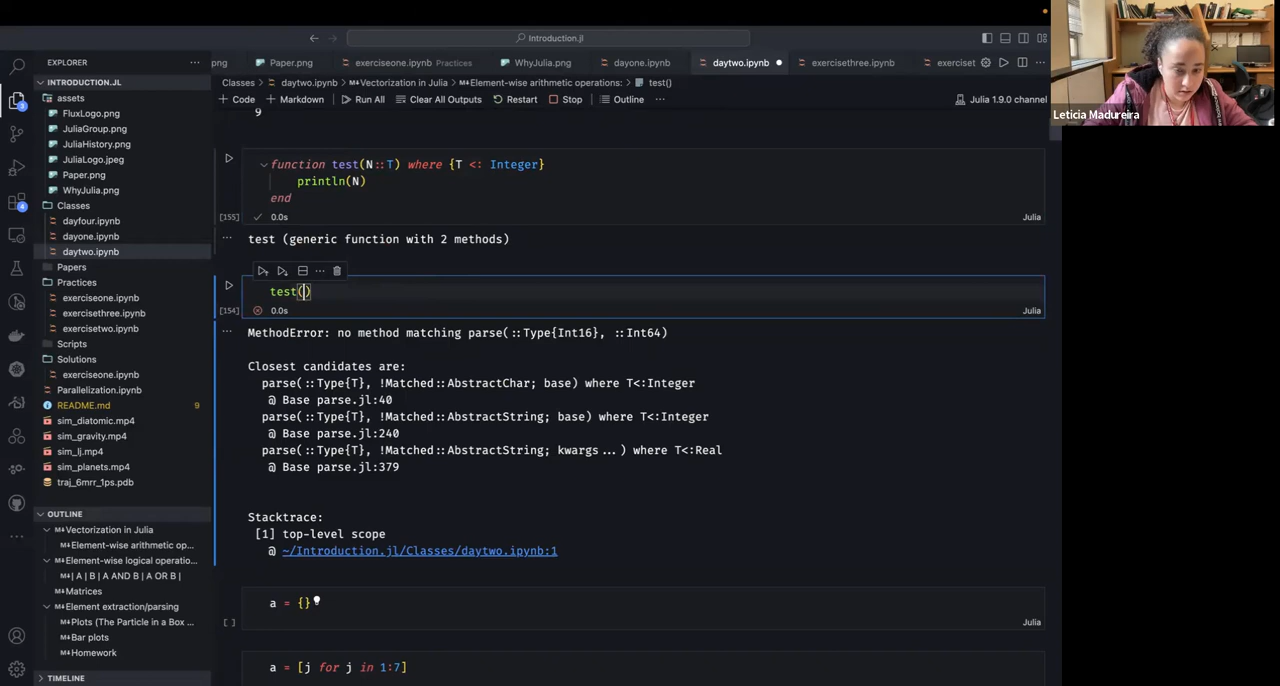 Introduction.jl
EXPLORER
png
Paper.png
exerciseone.ipynb Practices
WhyJulia.png
dayone.ipynb
daytwo.ipynb
exercisethree.ipynb
exerciset
INTRODUCTION.JL
Classes > daytwo.ipynb > M↓Vectorization in Julia > M↓Element-wise arithmetic operations: > test()
+ Code + Markdown Run All Clear All Outputs Restart Stop Outline ...
Julia 1.9.0 channel
Leticia Madureira
assets
FluxLogo.png
JuliaGroup.png
JuliaHistory.png
JuliaLogo.jpeg
Paper.png
WhyJulia.png
Classes
dayfour.ipynb
dayone.ipynb
daytwo.ipynb
Papers
Practices
exerciseone.ipynb
exercisethree.ipynb
exercisetwo.ipynb
Scripts
Solutions
exerciseone.ipynb
Parallelization.ipynb
README.md 9
sim_diatomic.mp4
sim_gravity.mp4
sim_lj.mp4
sim_planets.mp4
traj_6mrr_1ps.pdb
OUTLINE
M↓Vectorization in Julia
M↓Element-wise arithmetic op...
M↓Element-wise logical operatio...
M↓| A | B | A AND B | A OR B |
M↓Matrices
M↓Element extraction/parsing
M↓Plots (The Particle in a Box ...
M↓Bar plots
M↓Homework
TIMELINE
3
4
9
function test(N::T) where {T <: Integer}
println(N)
end
[155] 0.0s Julia
test (generic function with 2 methods)
test()
[154] 0.0s
MethodError: no method matching parse(::Type{Int16}, ::Int64)
Closest candidates are:
parse(::Type{T}, !Matched::AbstractChar; base) where T<:Integer
@ Base parse.jl:40
parse(::Type{T}, !Matched::AbstractString; base) where T<:Integer
@ Base parse.jl:240
parse(::Type{T}, !Matched::AbstractString; kwargs...) where T<:Real
@ Base parse.jl:379
Stacktrace:
[1] top-level scope
@ ~/Introduction.jl/Classes/daytwo.ipynb:1
a = {}
[ ] Julia
a = [j for j in 1:7]